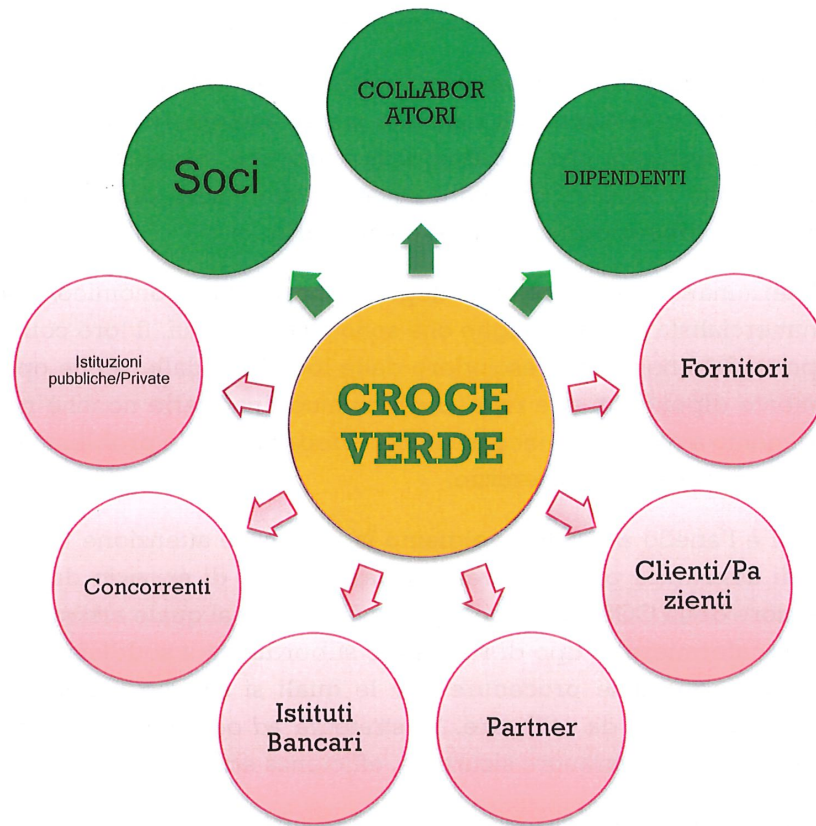 COLLABOR
ATORI
Soci
DIPENDENTI
Istituzioni
pubbliche/Private
Fornitori
CROCE
VERDE
Concorrenti
Clienti/Pa
zienti
Istituti
Bancari
Partner